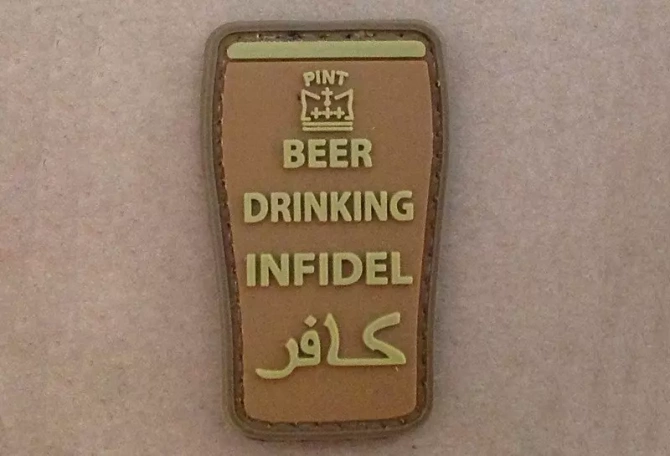 PINT
BEER
DRINKING
INFIDEL
كافر